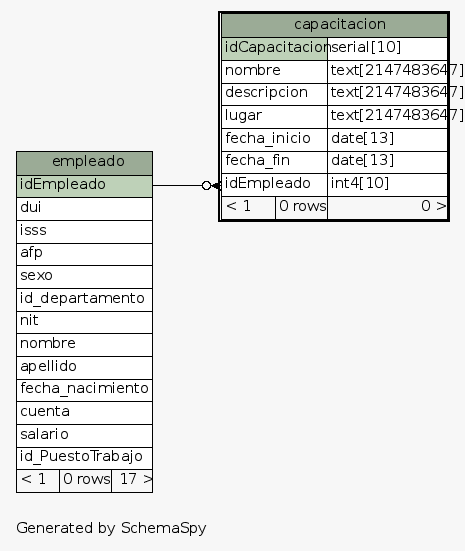 capacitacion
idCapacitacion serial[10]
nombre text[2147483647]
descripcion text[2147483647]
lugar text[2147483647]
fecha_inicio date[13]
fecha_fin date[13]
idEmpleado int4[10]
< 1 0 rows 0 >
empleado
idEmpleado
dui
isss
afp
sexo
id_departamento
nit
nombre
apellido
fecha_nacimiento
cuenta
salario
id_PuestoTrabajo
< 1 0 rows 17 >
Generated by SchemaSpy